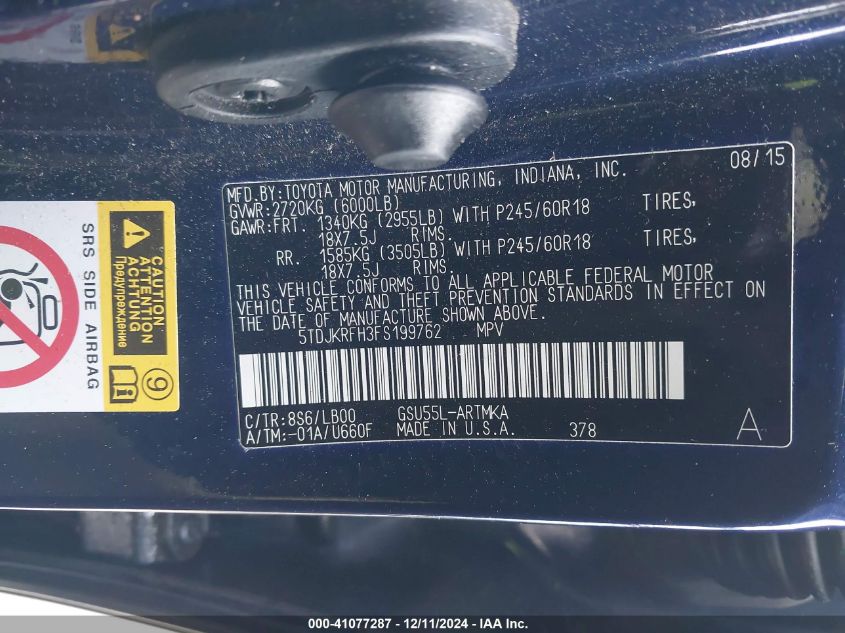 MFD.BY:TOYOTA MOTOR MANUFACTURING, INDIANA, INC. 08/15
GVWR:2720KG (6000LB)
GAWR:FRT. 1340KG (2955LB) WITH P245/60R18 TIRES,
18X7.5J RIMS
RR. 1585KG (3505LB) WITH P245/60R18 TIRES,
18X7.5J RIMS.
THIS VEHICLE CONFORMS TO ALL APPLICABLE FEDERAL MOTOR
VEHICLE SAFETY AND THEFT PREVENTION STANDARDS IN EFFECT ON
THE DATE OF MANUFACTURE SHOWN ABOVE.
5TDJKRFH3FS199762 MPV
C/TR:8S6/LB00 GSU55L-ARTMKA
A/TM:-01A/U660F MADE IN U.S.A. 378 A
SRS SIDE AIRBAG
CAUTION
ATTENTION
ACHTUNG
Предупреждение
9
000-41077287 - 12/11/2024 - IAA Inc.